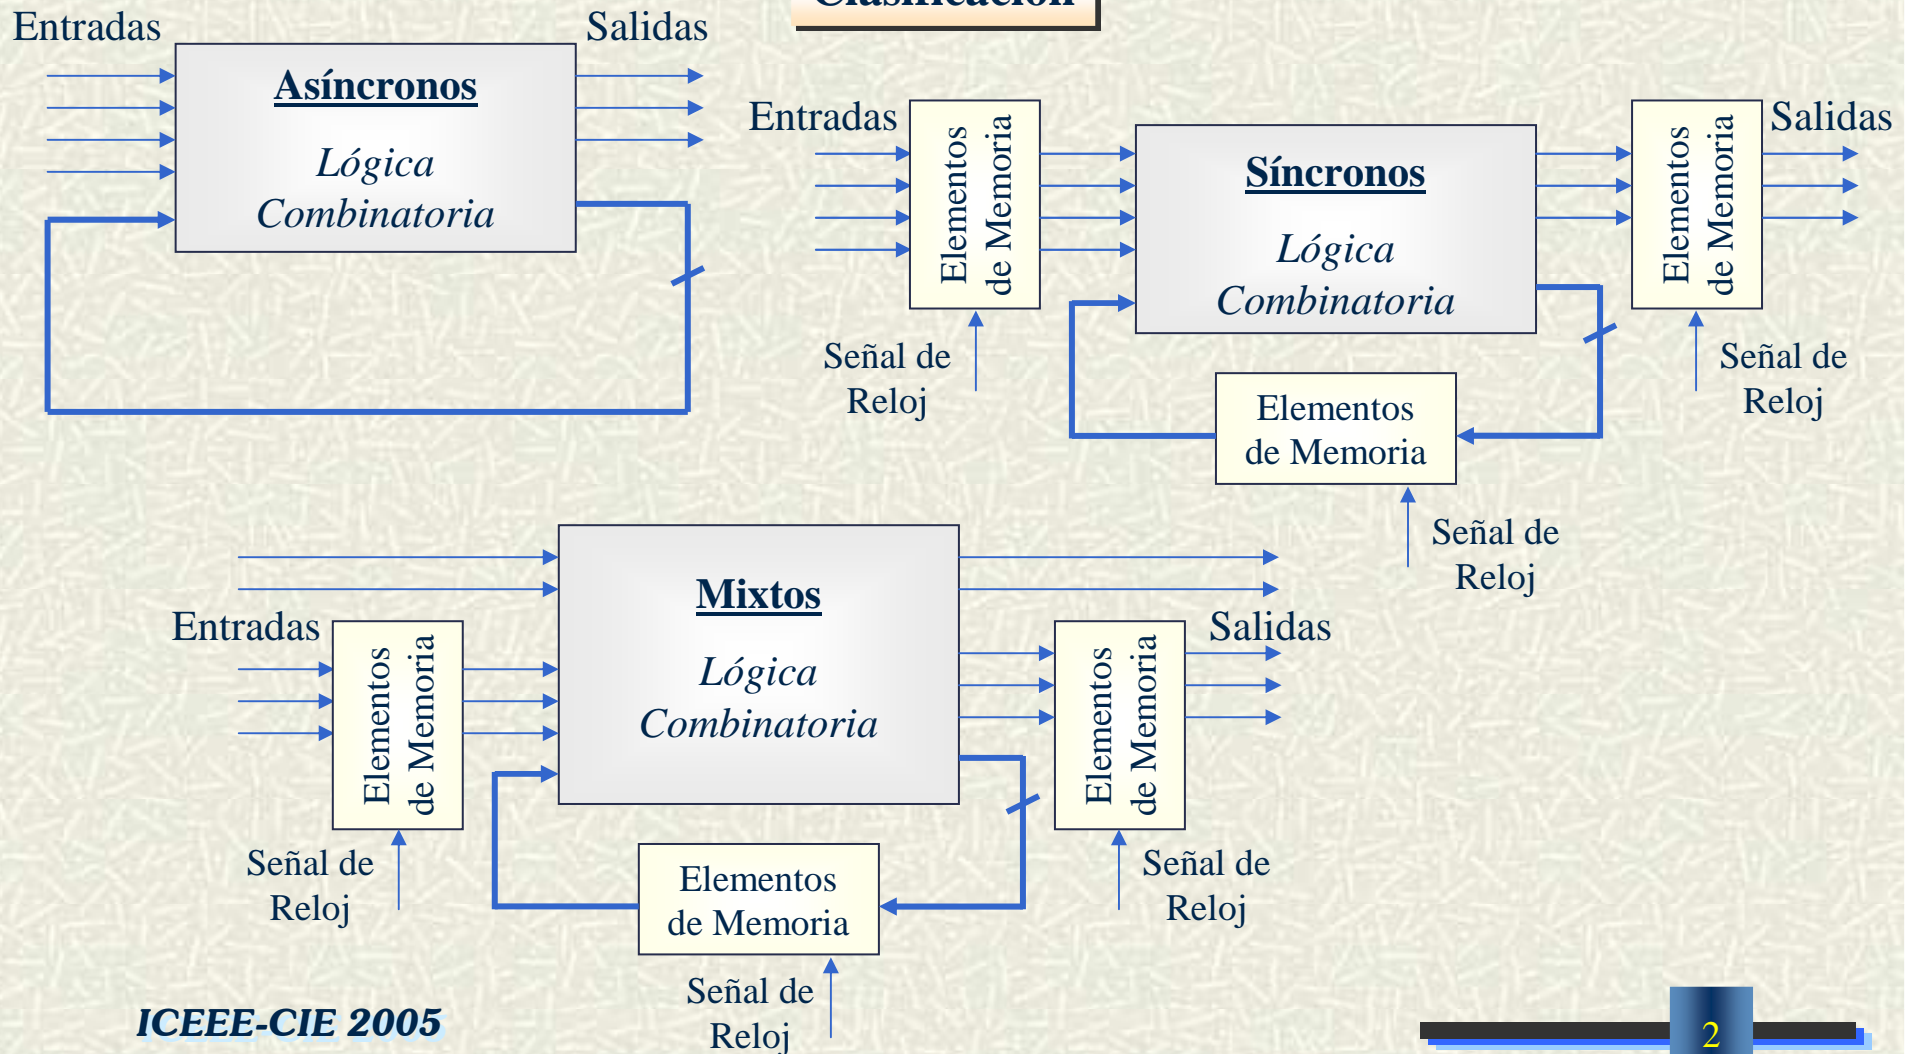 Clasificación
Entradas
Salidas
Asíncronos
Lógica
Combinatoria
Entradas
Elementos
de Memoria
Síncronos
Lógica
Combinatoria
Elementos
de Memoria
Salidas
Señal de
Reloj
Señal de
Reloj
Elementos
de Memoria
Señal de
Reloj
Mixtos
Lógica
Combinatoria
Entradas
Elementos
de Memoria
Elementos
de Memoria
Salidas
Señal de
Reloj
Señal de
Reloj
Elementos
de Memoria
Señal de
Reloj
ICEEE-CIE 2005
2